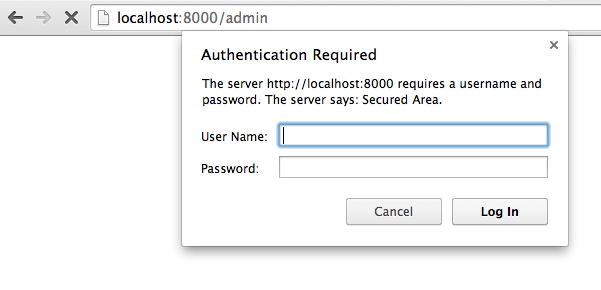 localhost:8000/admin
Authentication Required
The server http://localhost:8000 requires a username and
password. The server says: Secured Area.
User Name:
Password:
Cancel Log In